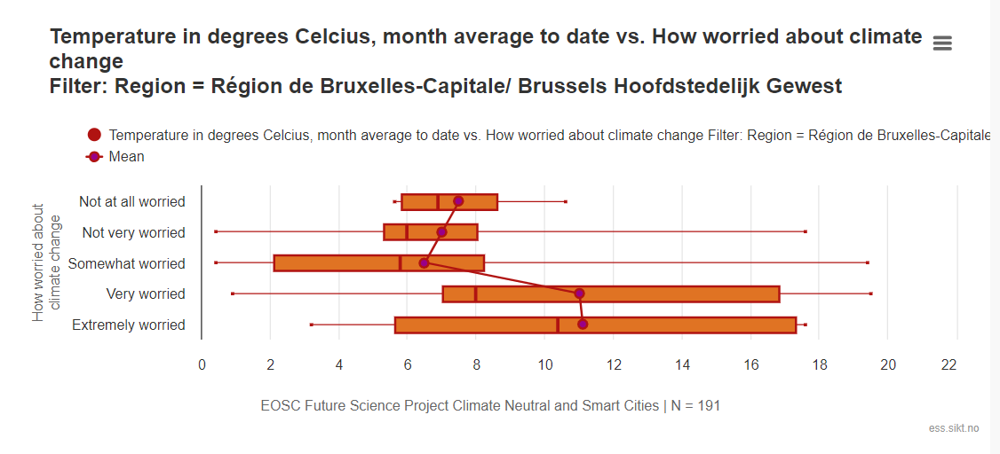 Temperature in degrees Celcius, month average to date vs. How worried about climate
change
Filter: Region = Région de Bruxelles-Capitale/ Brussels Hoofdstedelijk Gewest
Temperature in degrees Celcius, month average to date vs. How worried about climate change Filter: Region = Région de Bruxelles-Capitale
Mean
How worried about
climate change
Not at all worried
Not very worried
Somewhat worried
Very worried
Extremely worried
0 2 4 6 8 10 12 14 16 18 20 22
EOSC Future Science Project Climate Neutral and Smart Cities | N = 191
ess.sikt.no